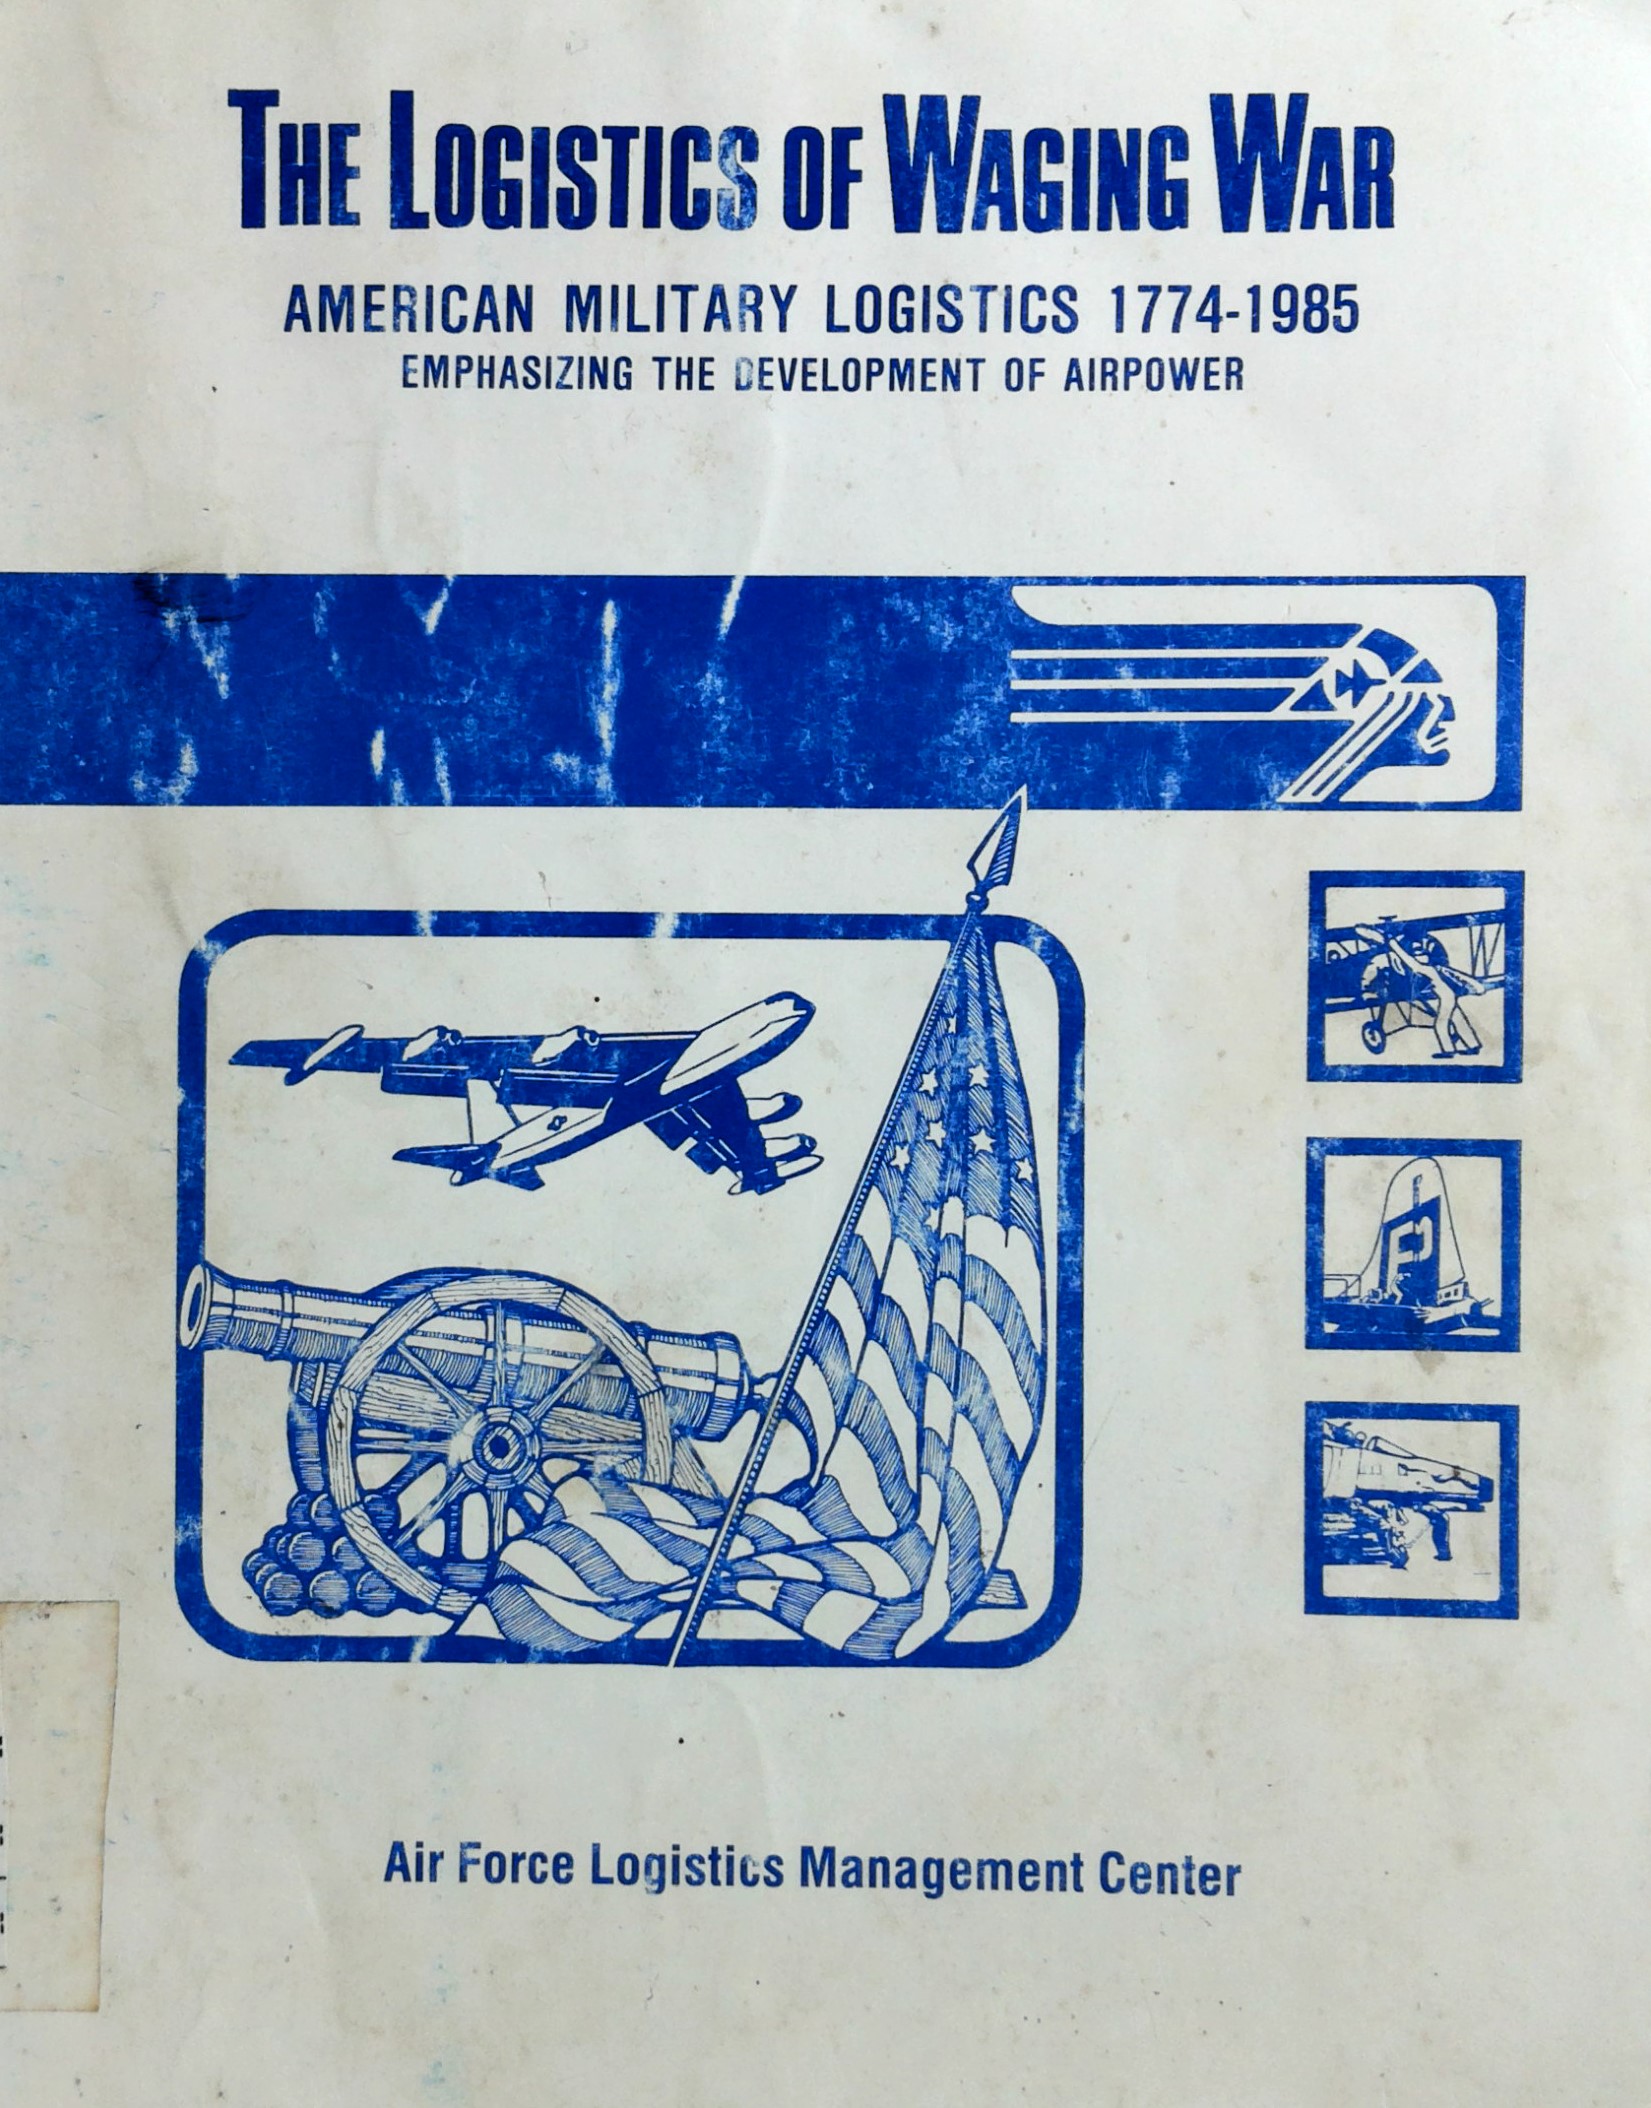 THE LOGISTICS OF WAGING WAR
AMERICAN MILITARY LOGISTICS 1774-1985
EMPHASIZING THE DEVELOPMENT OF AIRPOWER
P
Air Force Logistics Management Center